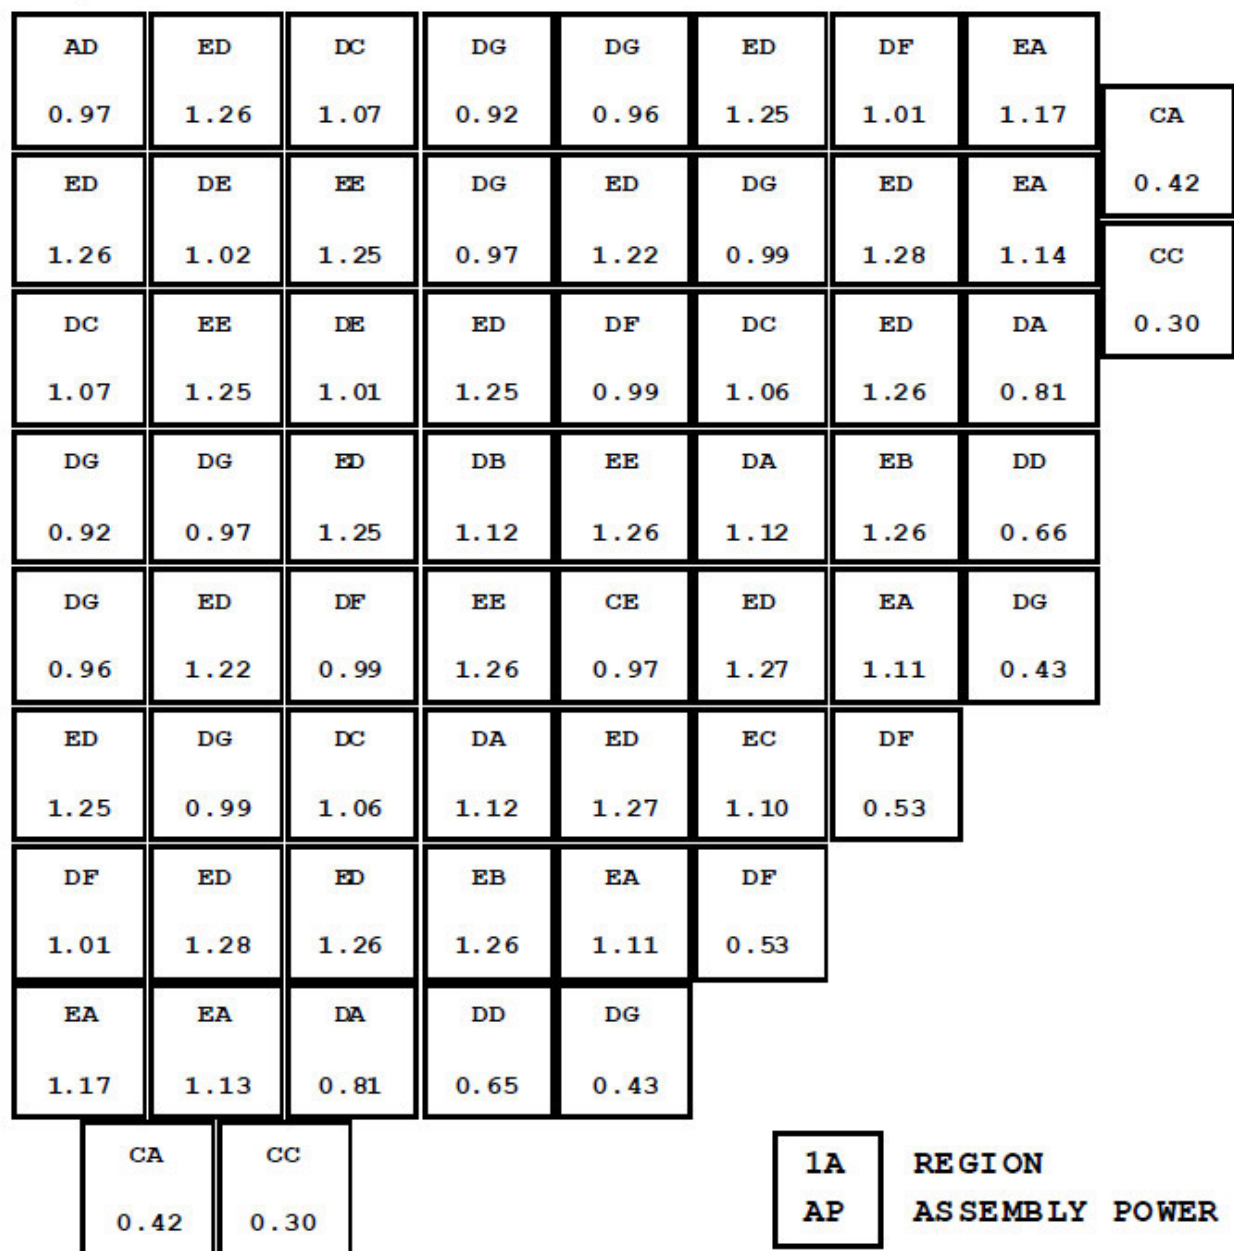 AD ED DC DG DG ED DF EA
0.97 1.26 1.07 0.92 0.96 1.25 1.01 1.17 CA
ED DE EE DG ED DG ED EA 0.42
1.26 1.02 1.25 0.97 1.22 0.99 1.28 1.14 CC
DC EE DE ED DF DC ED DA 0.30
1.07 1.25 1.01 1.25 0.99 1.06 1.26 0.81
DG DG ED DB EE DA EB DD
0.92 0.97 1.25 1.12 1.26 1.12 1.26 0.66
DG ED DF EE CE ED EA DG
0.96 1.22 0.99 1.26 0.97 1.27 1.11 0.43
ED DG DC DA ED EC DF
1.25 0.99 1.06 1.12 1.27 1.10 0.53
DF ED ED EB EA DF
1.01 1.28 1.26 1.26 1.11 0.53
EA EA DA DD DG
1.17 1.13 0.81 0.65 0.43
CA CC
0.42 0.30
1A REGION
AP ASSEMBLY POWER